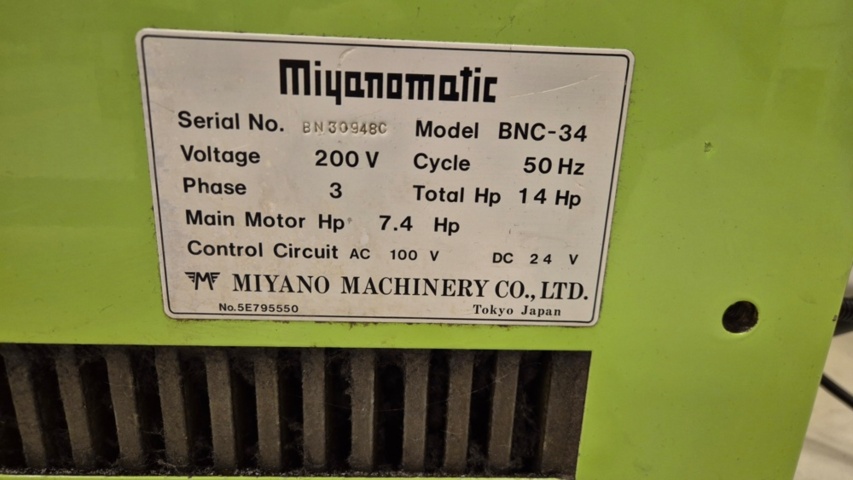 Miyanomatic
Serial No. BN30948C Model BNC-34
Voltage 200 V Cycle 50 Hz
Phase 3 Total Hp 14 Hp
Main Motor Hp 7.4 Hp
Control Circuit AC 100 V DC 24 V
MIYANO MACHINERY CO., LTD.
No.5E795550 Tokyo Japan